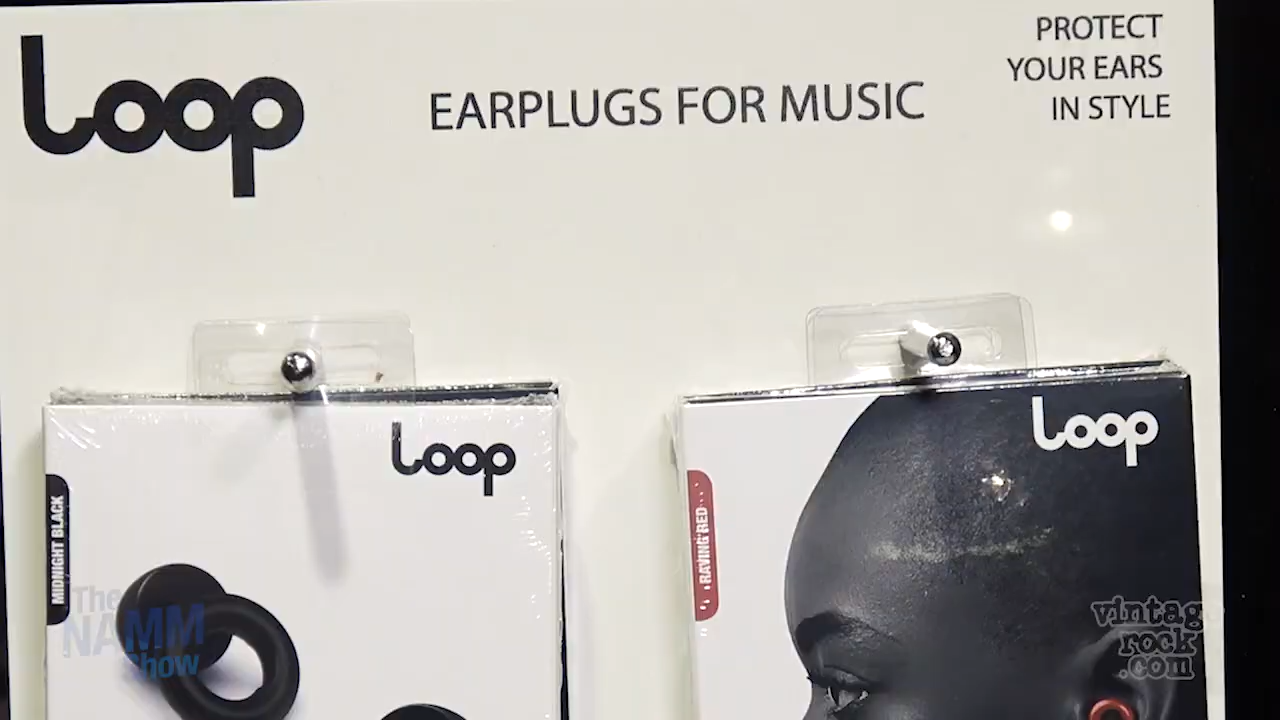 Loop
EARPLUGS FOR MUSIC
PROTECT
YOUR EARS
IN STYLE
Loop
MIDNIGHT BLACK
Loop
RAVING RED
The
NAMM
Show
vintage
rock
.com